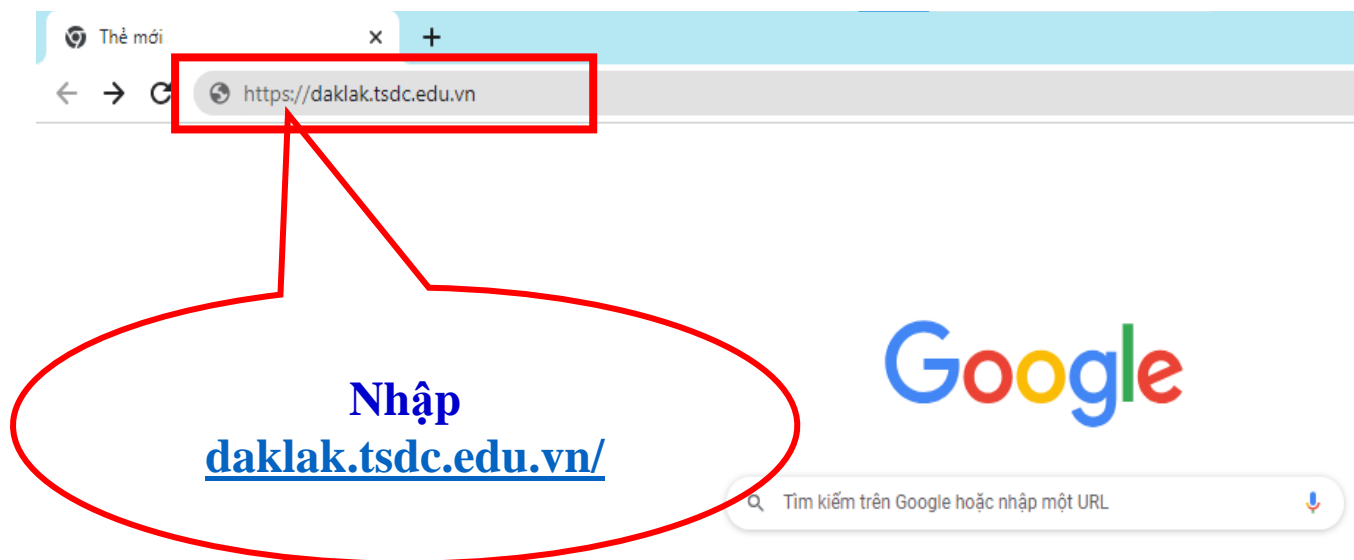 Thẻ mới
https://daklak.tsdc.edu.vn
Nhập
daklak.tsdc.edu.vn/
Google
Tìm kiếm trên Google hoặc nhập một URL